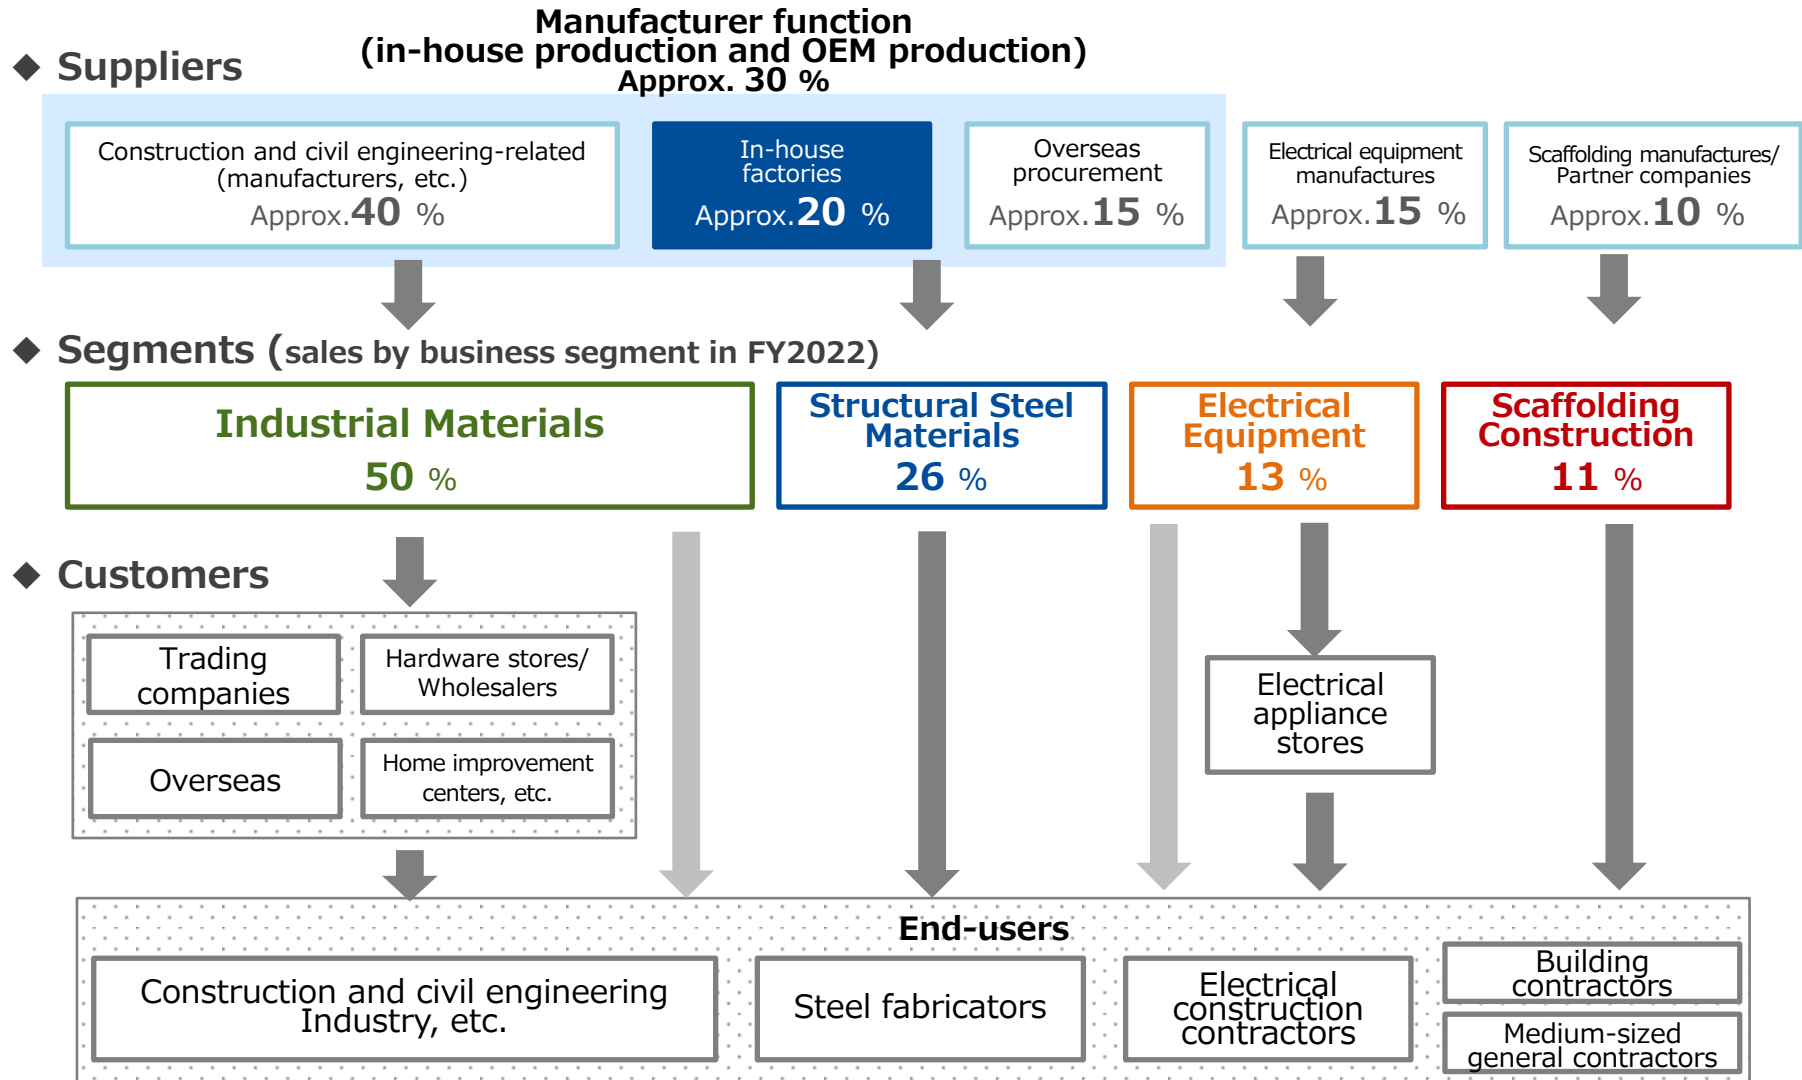 Manufacturer function
(in-house production and OEM production)
Approx. 30 %
◆ Suppliers
Construction and civil engineering-related
(manufacturers, etc.)
Approx.40 %
In-house
factories
Approx.20 %
Overseas
procurement
Approx.15 %
Electrical equipment
manufactures
Approx.15 %
Scaffolding manufactures/
Partner companies
Approx.10 %
◆ Segments (sales by business segment in FY2022)
Industrial Materials
50 %
Structural Steel
Materials
26 %
Electrical
Equipment
13 %
Scaffolding
Construction
11 %
◆ Customers
Trading
companies
Hardware stores/
Wholesalers
Overseas
Home improvement
centers, etc.
Electrical
appliance
stores
End-users
Construction and civil engineering
Industry, etc.
Steel fabricators
Electrical
construction
contractors
Building
contractors
Medium-sized
general contractors